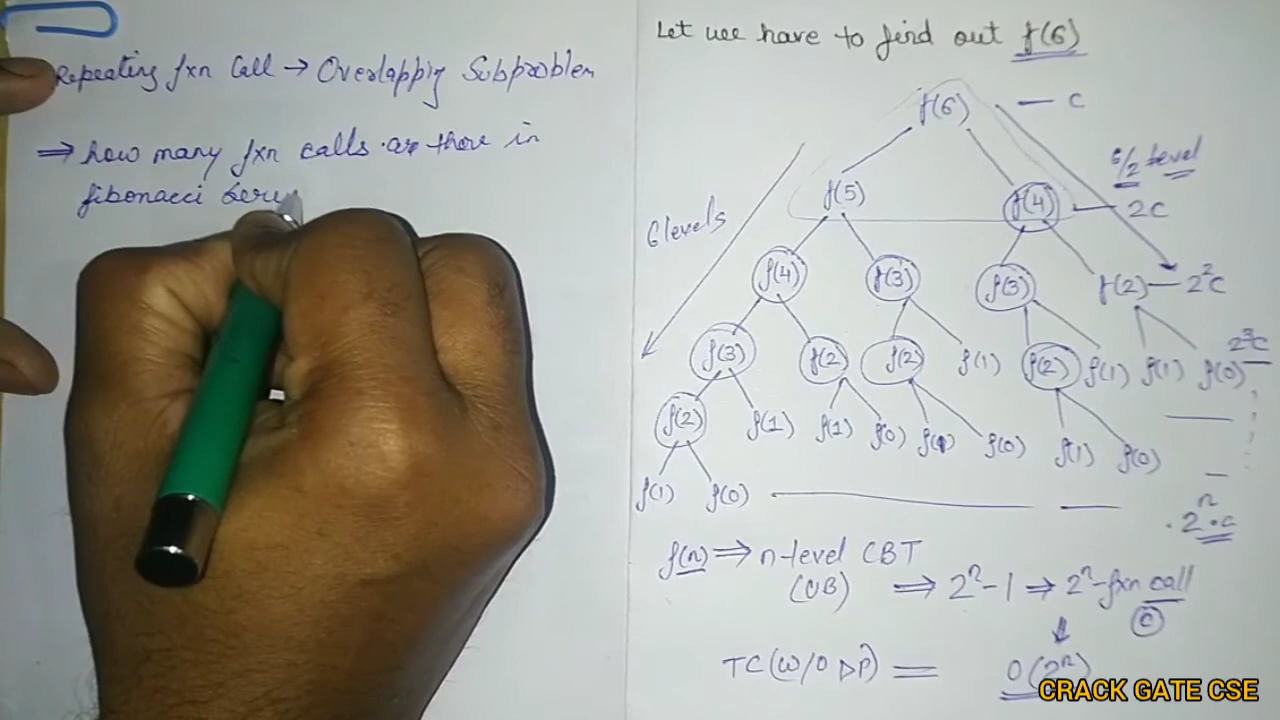 Repeating fxn Call → Overlappig Subproblem
⇒ how many fxn calls are there in
fibonacci Seru
Let we have to find out f(6)
f(6) — C
6/2 Level
f(5) f(4) — 2C
6 levels
f(4) f(3) f(3) f(2) — 2²C
f(3) f(2) f(2) f(1) f(2) f(1) f(1) f(0) 2³C
f(2) f(1) f(1) f(0) f(1) f(0) f(1) f(0)
f(1) f(0)
2ⁿ·C
f(n) ⇒ n-level CBT
(UB) ⇒ 2ⁿ-1 ⇒ 2ⁿ-fxn call
C
TC(W/O DP) = O(2ⁿ)
CRACK GATE CSE